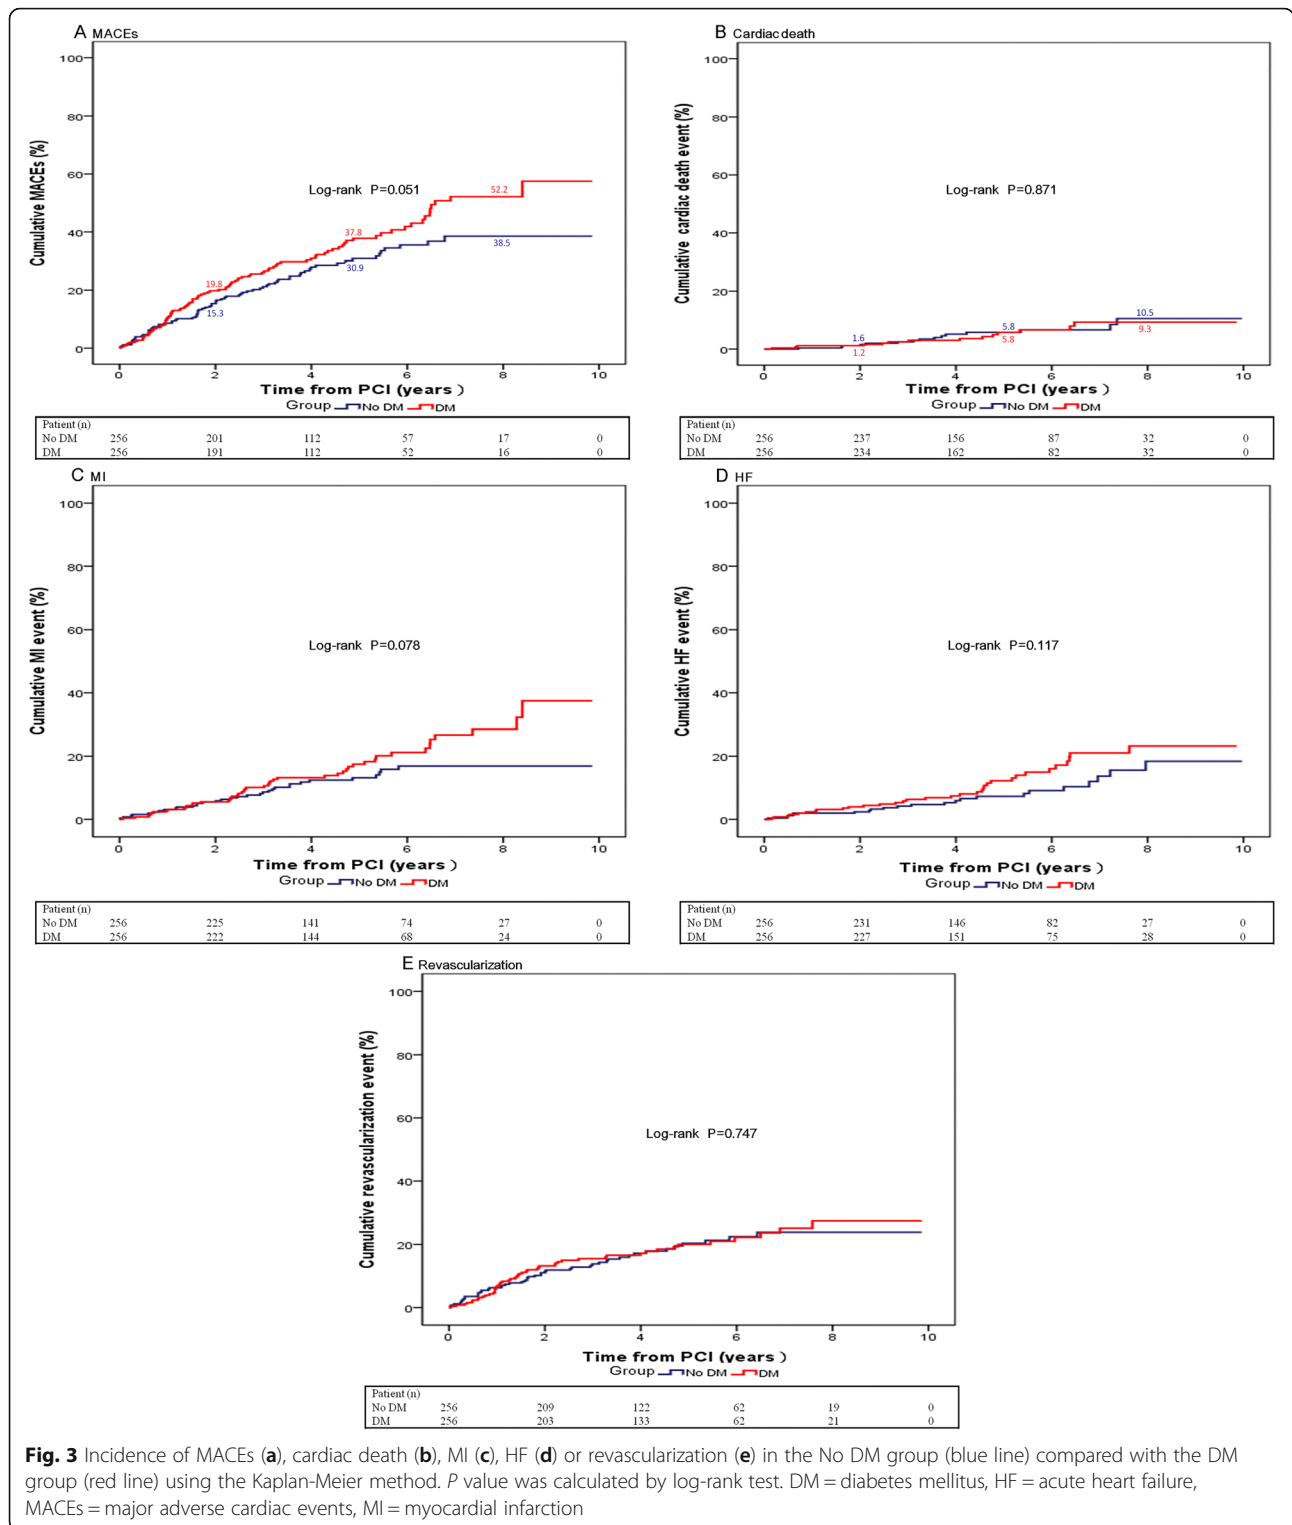 A MACEs
Cumulative MACEs (%)
100
80
60
40
20
0
Log-rank P=0.051
19.8
15.3
37.8
30.9
52.2
38.5
0 2 4 6 8 10
Time from PCI (years )
Group No DM DM
Patient (n)
No DM 256 201 112 57 17 0
DM 256 191 112 52 16 0
B Cardiac death
Cumulative cardiac death event (%)
100
80
60
40
20
0
Log-rank P=0.871
1.6
1.2
5.8
5.8
10.5
9.3
0 2 4 6 8 10
Time from PCI (years )
Group No DM DM
Patient (n)
No DM 256 237 156 87 32 0
DM 256 234 162 82 32 0
C MI
Cumulative MI event (%)
100
80
60
40
20
0
Log-rank P=0.078
0 2 4 6 8 10
Time from PCI (years )
Group No DM DM
Patient (n)
No DM 256 225 141 74 27 0
DM 256 222 144 68 24 0
D HF
Cumulative HF event (%)
100
80
60
40
20
0
Log-rank P=0.117
0 2 4 6 8 10
Time from PCI (years )
Group No DM DM
Patient (n)
No DM 256 231 146 82 27 0
DM 256 227 151 75 28 0
E Revascularization
Cumulative revascularization event (%)
100
80
60
40
20
0
Log-rank P=0.747
0 2 4 6 8 10
Time from PCI (years )
Group No DM DM
Patient (n)
No DM 256 209 122 62 19 0
DM 256 203 133 62 21 0
Fig. 3 Incidence of MACEs (a), cardiac death (b), MI (c), HF (d) or revascularization (e) in the No DM group (blue line) compared with the DM
group (red line) using the Kaplan-Meier method. P value was calculated by log-rank test. DM = diabetes mellitus, HF = acute heart failure,
MACEs = major adverse cardiac events, MI = myocardial infarction